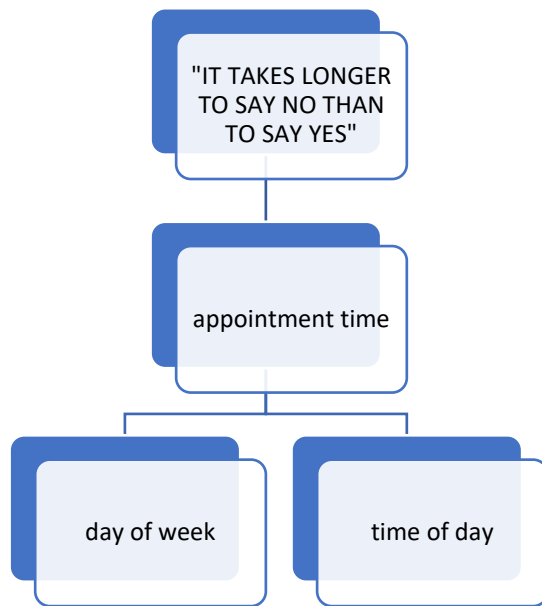 "IT TAKES LONGER
TO SAY NO THAN
TO SAY YES"
appointment time
day of week
time of day